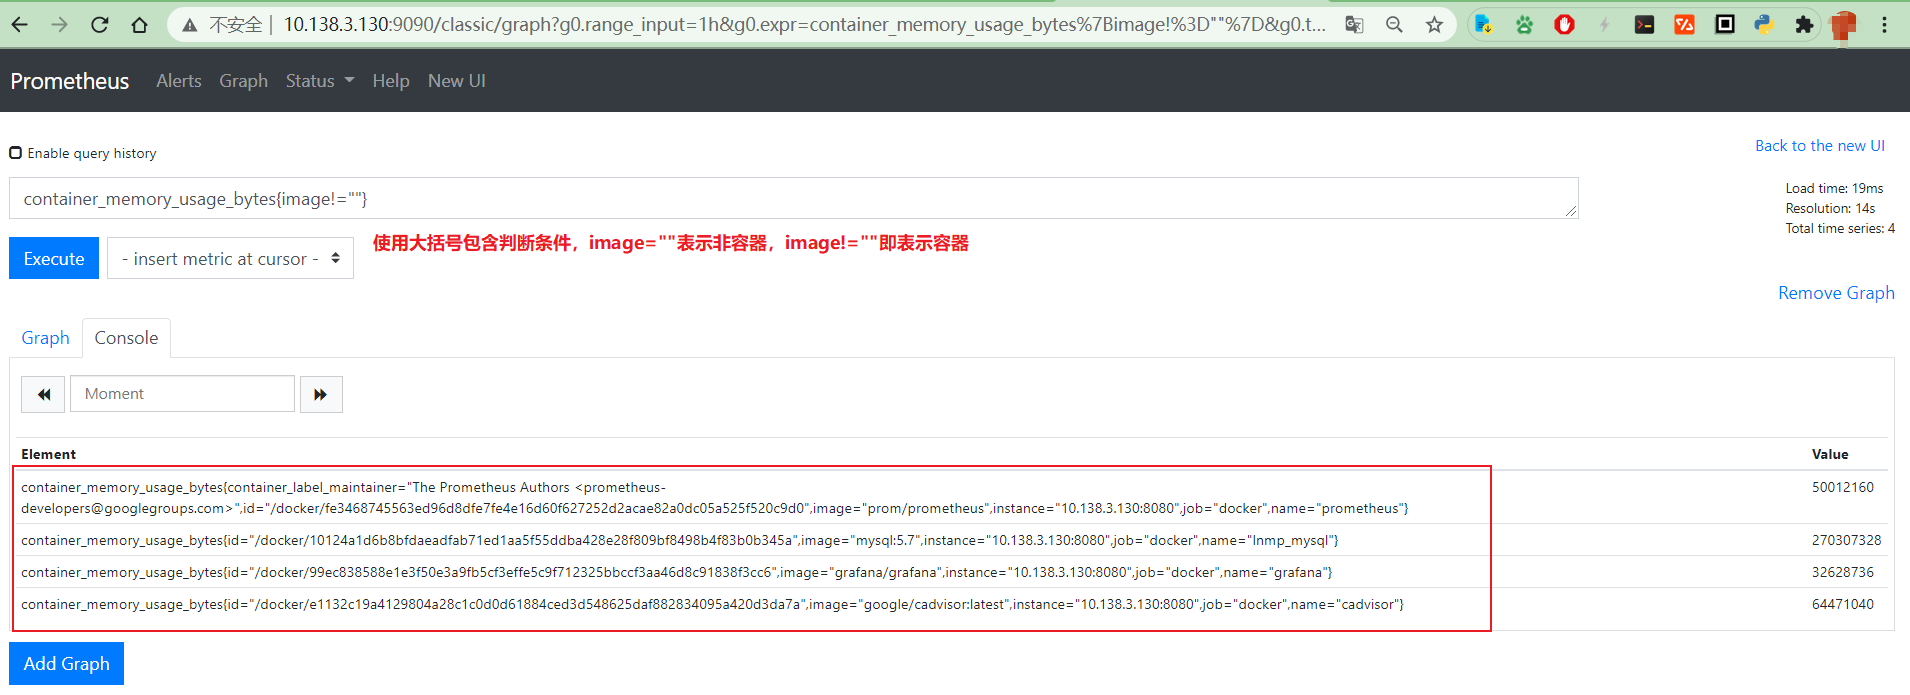 不安全 | 10.138.3.130:9090/classic/graph?g0.range_input=1h&g0.expr=container_memory_usage_bytes%7Bimage!%3D""%7D&g0.t...
Prometheus Alerts Graph Status Help New UI
Enable query history
Back to the new UI
container_memory_usage_bytes{image!=""}
Load time: 19ms
Resolution: 14s
Total time series: 4
使用大括号包含判断条件，image=""表示非容器，image!=""即表示容器
Execute - insert metric at cursor -
Remove Graph
Graph Console
Moment
Element Value
container_memory_usage_bytes{container_label_maintainer="The Prometheus Authors <prometheus-
developers@googlegroups.com>",id="/docker/fe3468745563ed96d8dfe7fe4e16d60f627252d2acae82a0dc05a525f520c9d0",image="prom/prometheus",instance="10.138.3.130:8080",job="docker",name="prometheus"} 50012160
container_memory_usage_bytes{id="/docker/10124a1d6b8bfdaeadfab71ed1aa5f55ddba428e28f809bf8498b4f83b0b345a",image="mysql:5.7",instance="10.138.3.130:8080",job="docker",name="lnmp_mysql"} 270307328
container_memory_usage_bytes{id="/docker/99ec838588e1e3f50e3a9fb5cf3effe5c9f712325bbccf3aa46d8c91838f3cc6",image="grafana/grafana",instance="10.138.3.130:8080",job="docker",name="grafana"} 32628736
container_memory_usage_bytes{id="/docker/e1132c19a4129804a28c1c0d0d61884ced3d548625daf882834095a420d3da7a",image="google/cadvisor:latest",instance="10.138.3.130:8080",job="docker",name="cadvisor"} 64471040
Add Graph